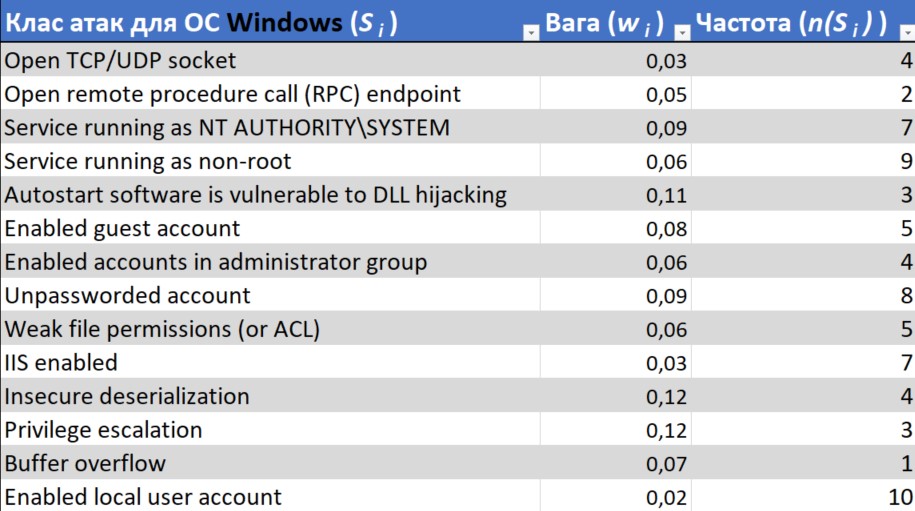 Клас атак для ОС Windows (S i ) Вага (w i ) Частота (n(S i ) )
Open TCP/UDP socket 0,03 4
Open remote procedure call (RPC) endpoint 0,05 2
Service running as NT AUTHORITY\SYSTEM 0,09 7
Service running as non-root 0,06 9
Autostart software is vulnerable to DLL hijacking 0,11 3
Enabled guest account 0,08 5
Enabled accounts in administrator group 0,06 4
Unpassworded account 0,09 8
Weak file permissions (or ACL) 0,06 5
IIS enabled 0,03 7
Insecure deserialization 0,12 4
Privilege escalation 0,12 3
Buffer overflow 0,07 1
Enabled local user account 0,02 10